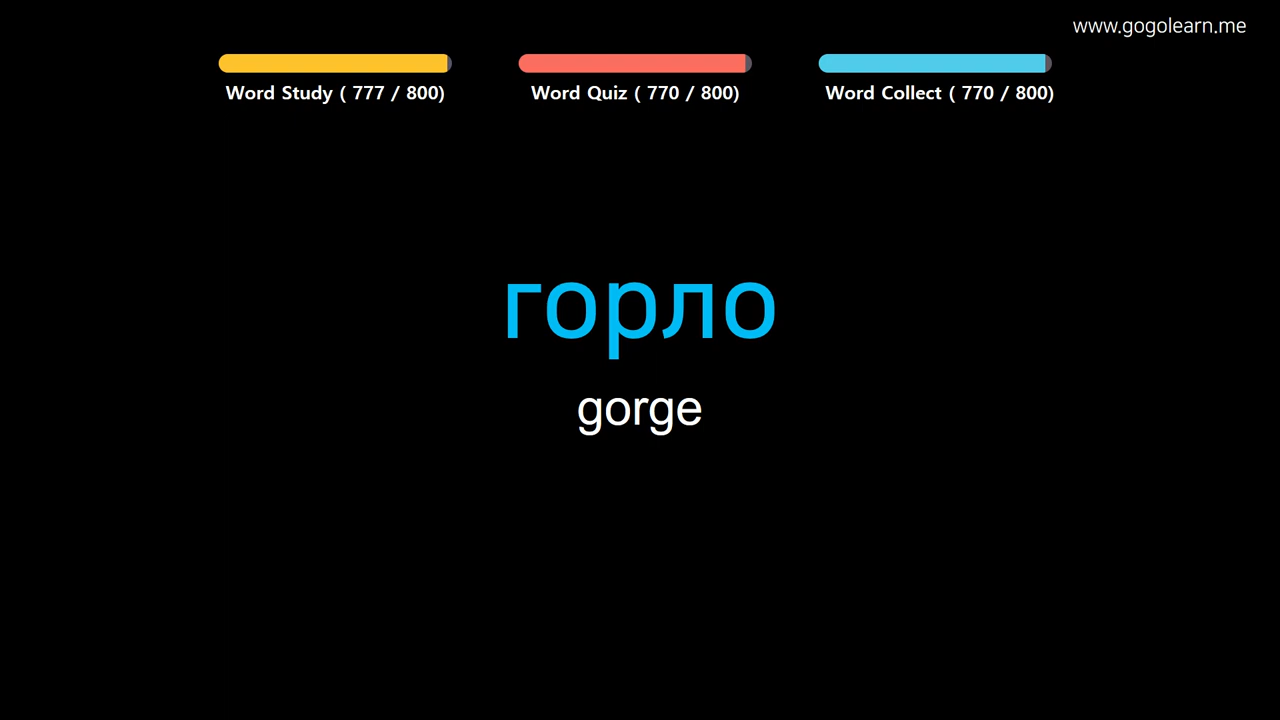 www.gogolearn.me
Word Study ( 777 / 800)
Word Quiz ( 770 / 800)
Word Collect ( 770 / 800)
горло
gorge